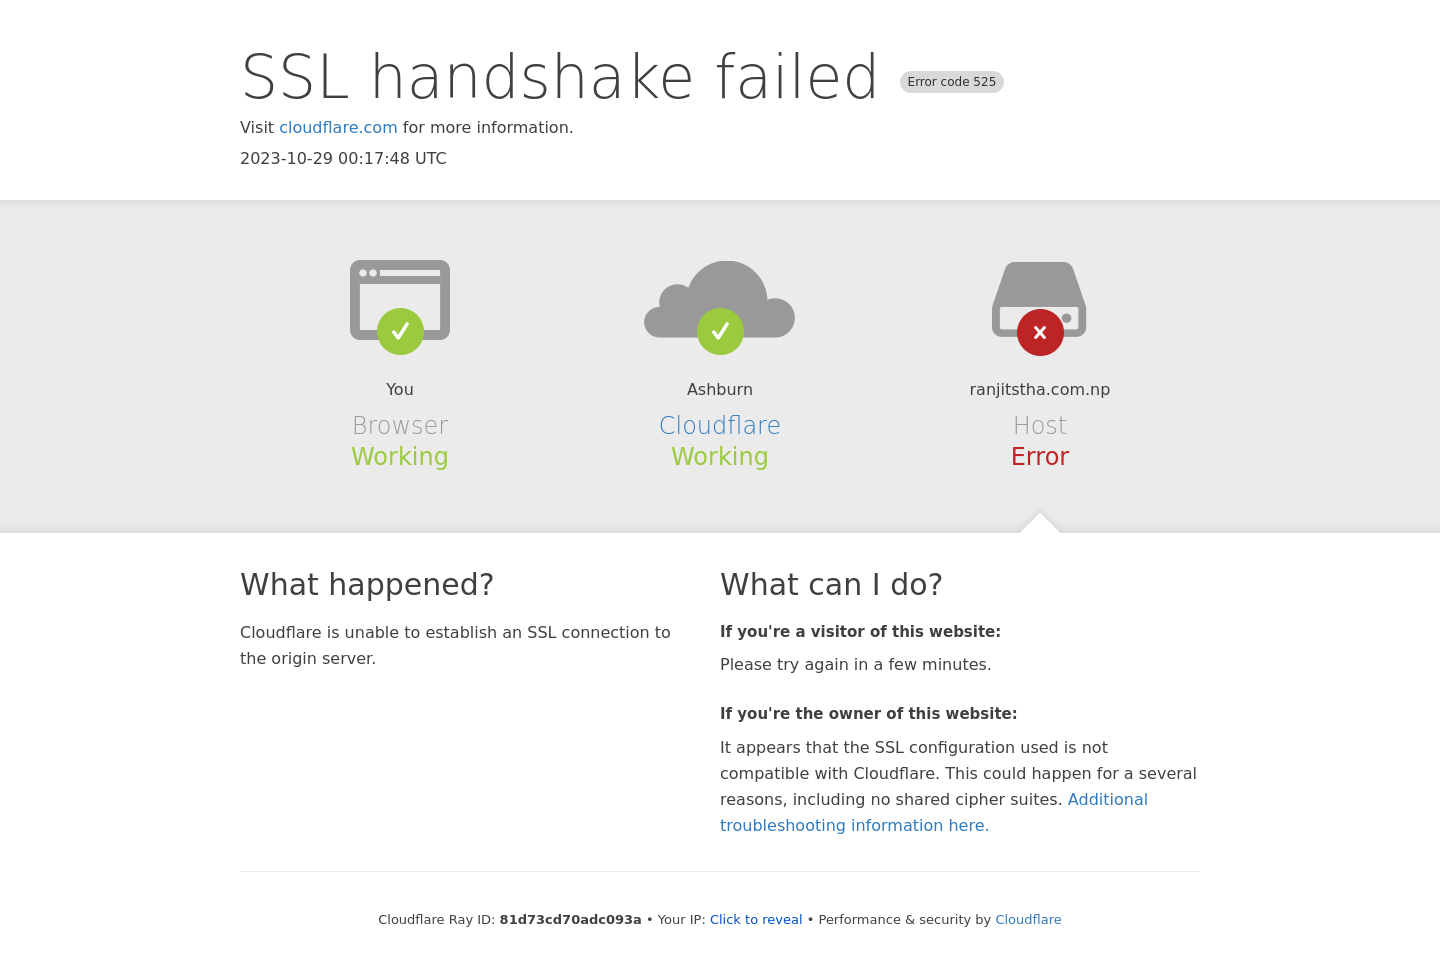 SSL handshake failed Error code 525
Visit cloudflare.com for more information.
2023-10-29 00:17:48 UTC
You
Browser
Working
Ashburn
Cloudflare
Working
ranjitstha.com.np
Host
Error
What happened?
Cloudflare is unable to establish an SSL connection to
the origin server.
What can I do?
If you're a visitor of this website:
Please try again in a few minutes.
If you're the owner of this website:
It appears that the SSL configuration used is not
compatible with Cloudflare. This could happen for a several
reasons, including no shared cipher suites. Additional
troubleshooting information here.
Cloudflare Ray ID: 81d73cd70adc093a • Your IP: Click to reveal • Performance & security by Cloudflare